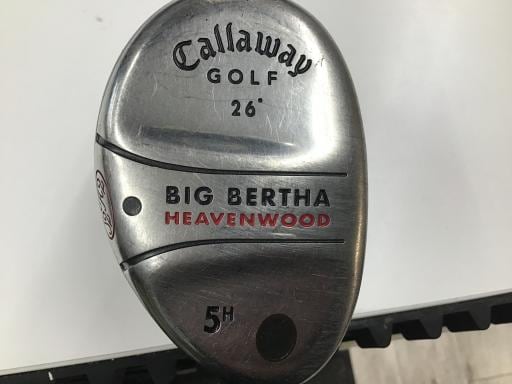 Callaway
GOLF
26°
BIG BERTHA
HEAVENWOOD
5H